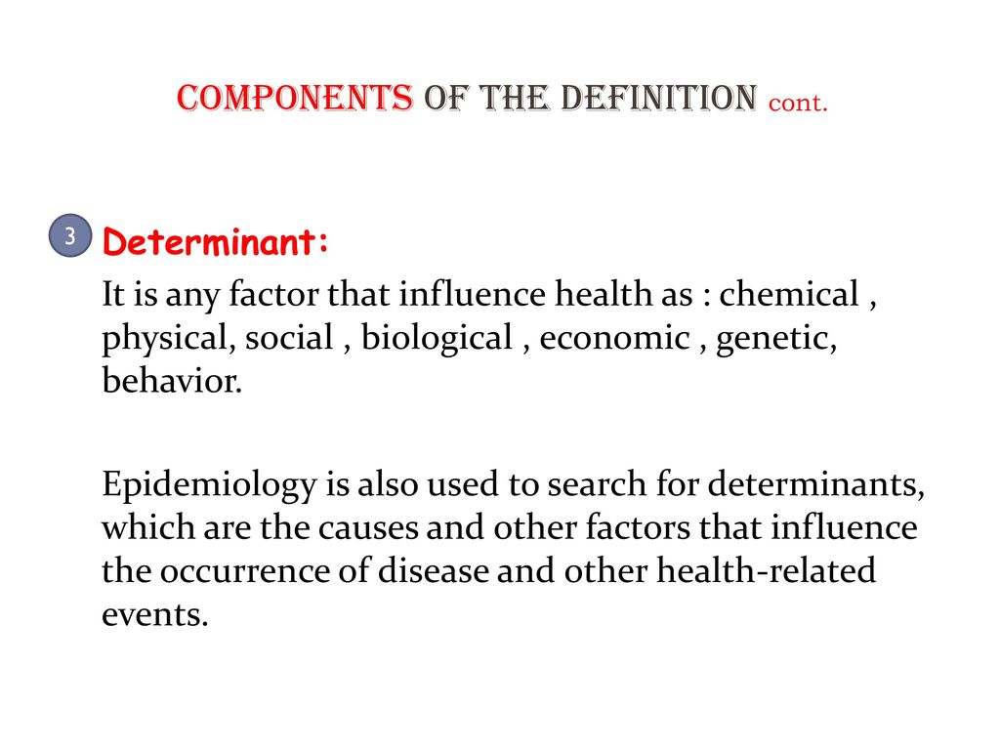 COMPONENTS OF THE DEFINITION cont.
3 Determinant:
It is any factor that influence health as : chemical ,
physical, social , biological , economic , genetic,
behavior.
Epidemiology is also used to search for determinants,
which are the causes and other factors that influence
the occurrence of disease and other health-related
events.